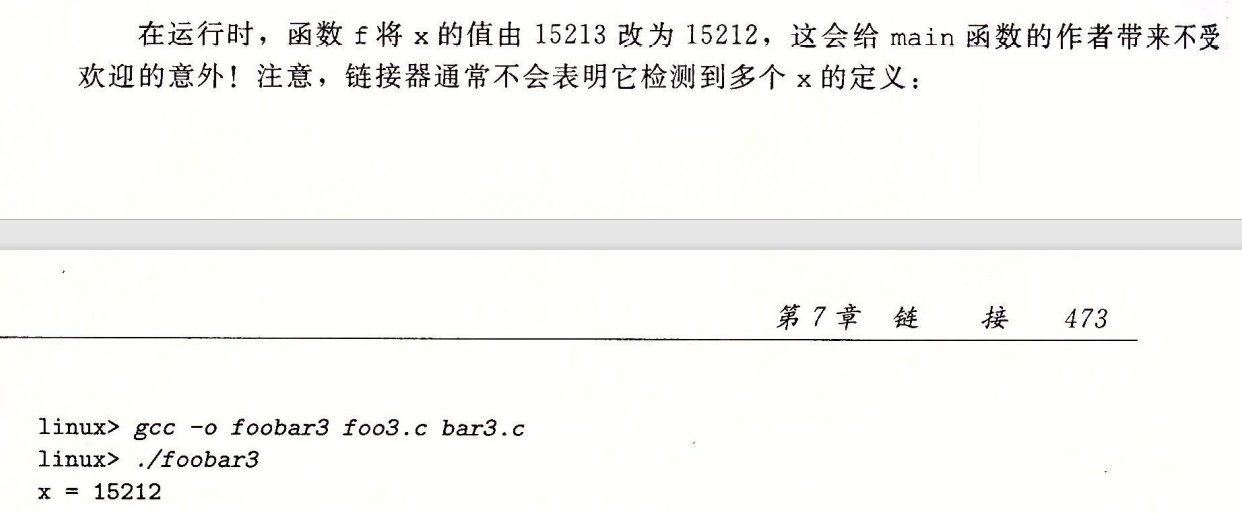 在运行时，函数 f 将 x 的值由 15213 改为 15212，这会给 main 函数的作者带来不受
欢迎的意外！注意，链接器通常不会表明它检测到多个 x 的定义：
第 7 章 链 接 473
linux> gcc -o foobar3 foo3.c bar3.c
linux> ./foobar3
x = 15212